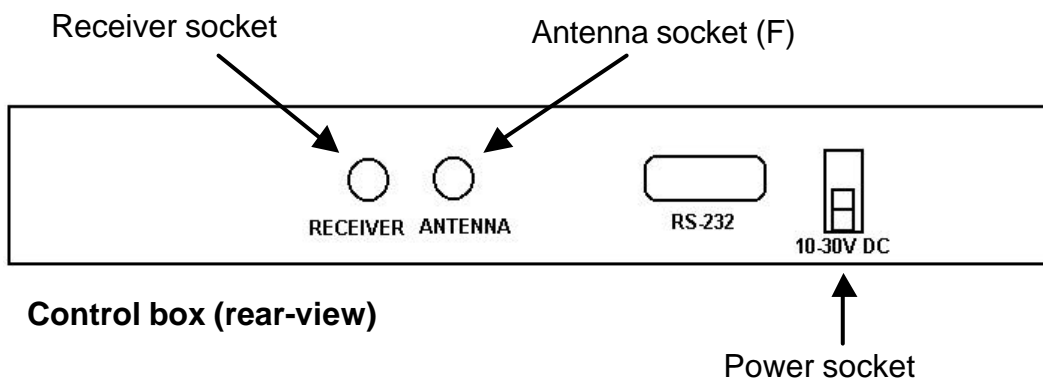 Receiver socket
Antenna socket (F)
RECEIVER ANTENNA
RS-232
10-30V DC
Control box (rear-view)
Power socket